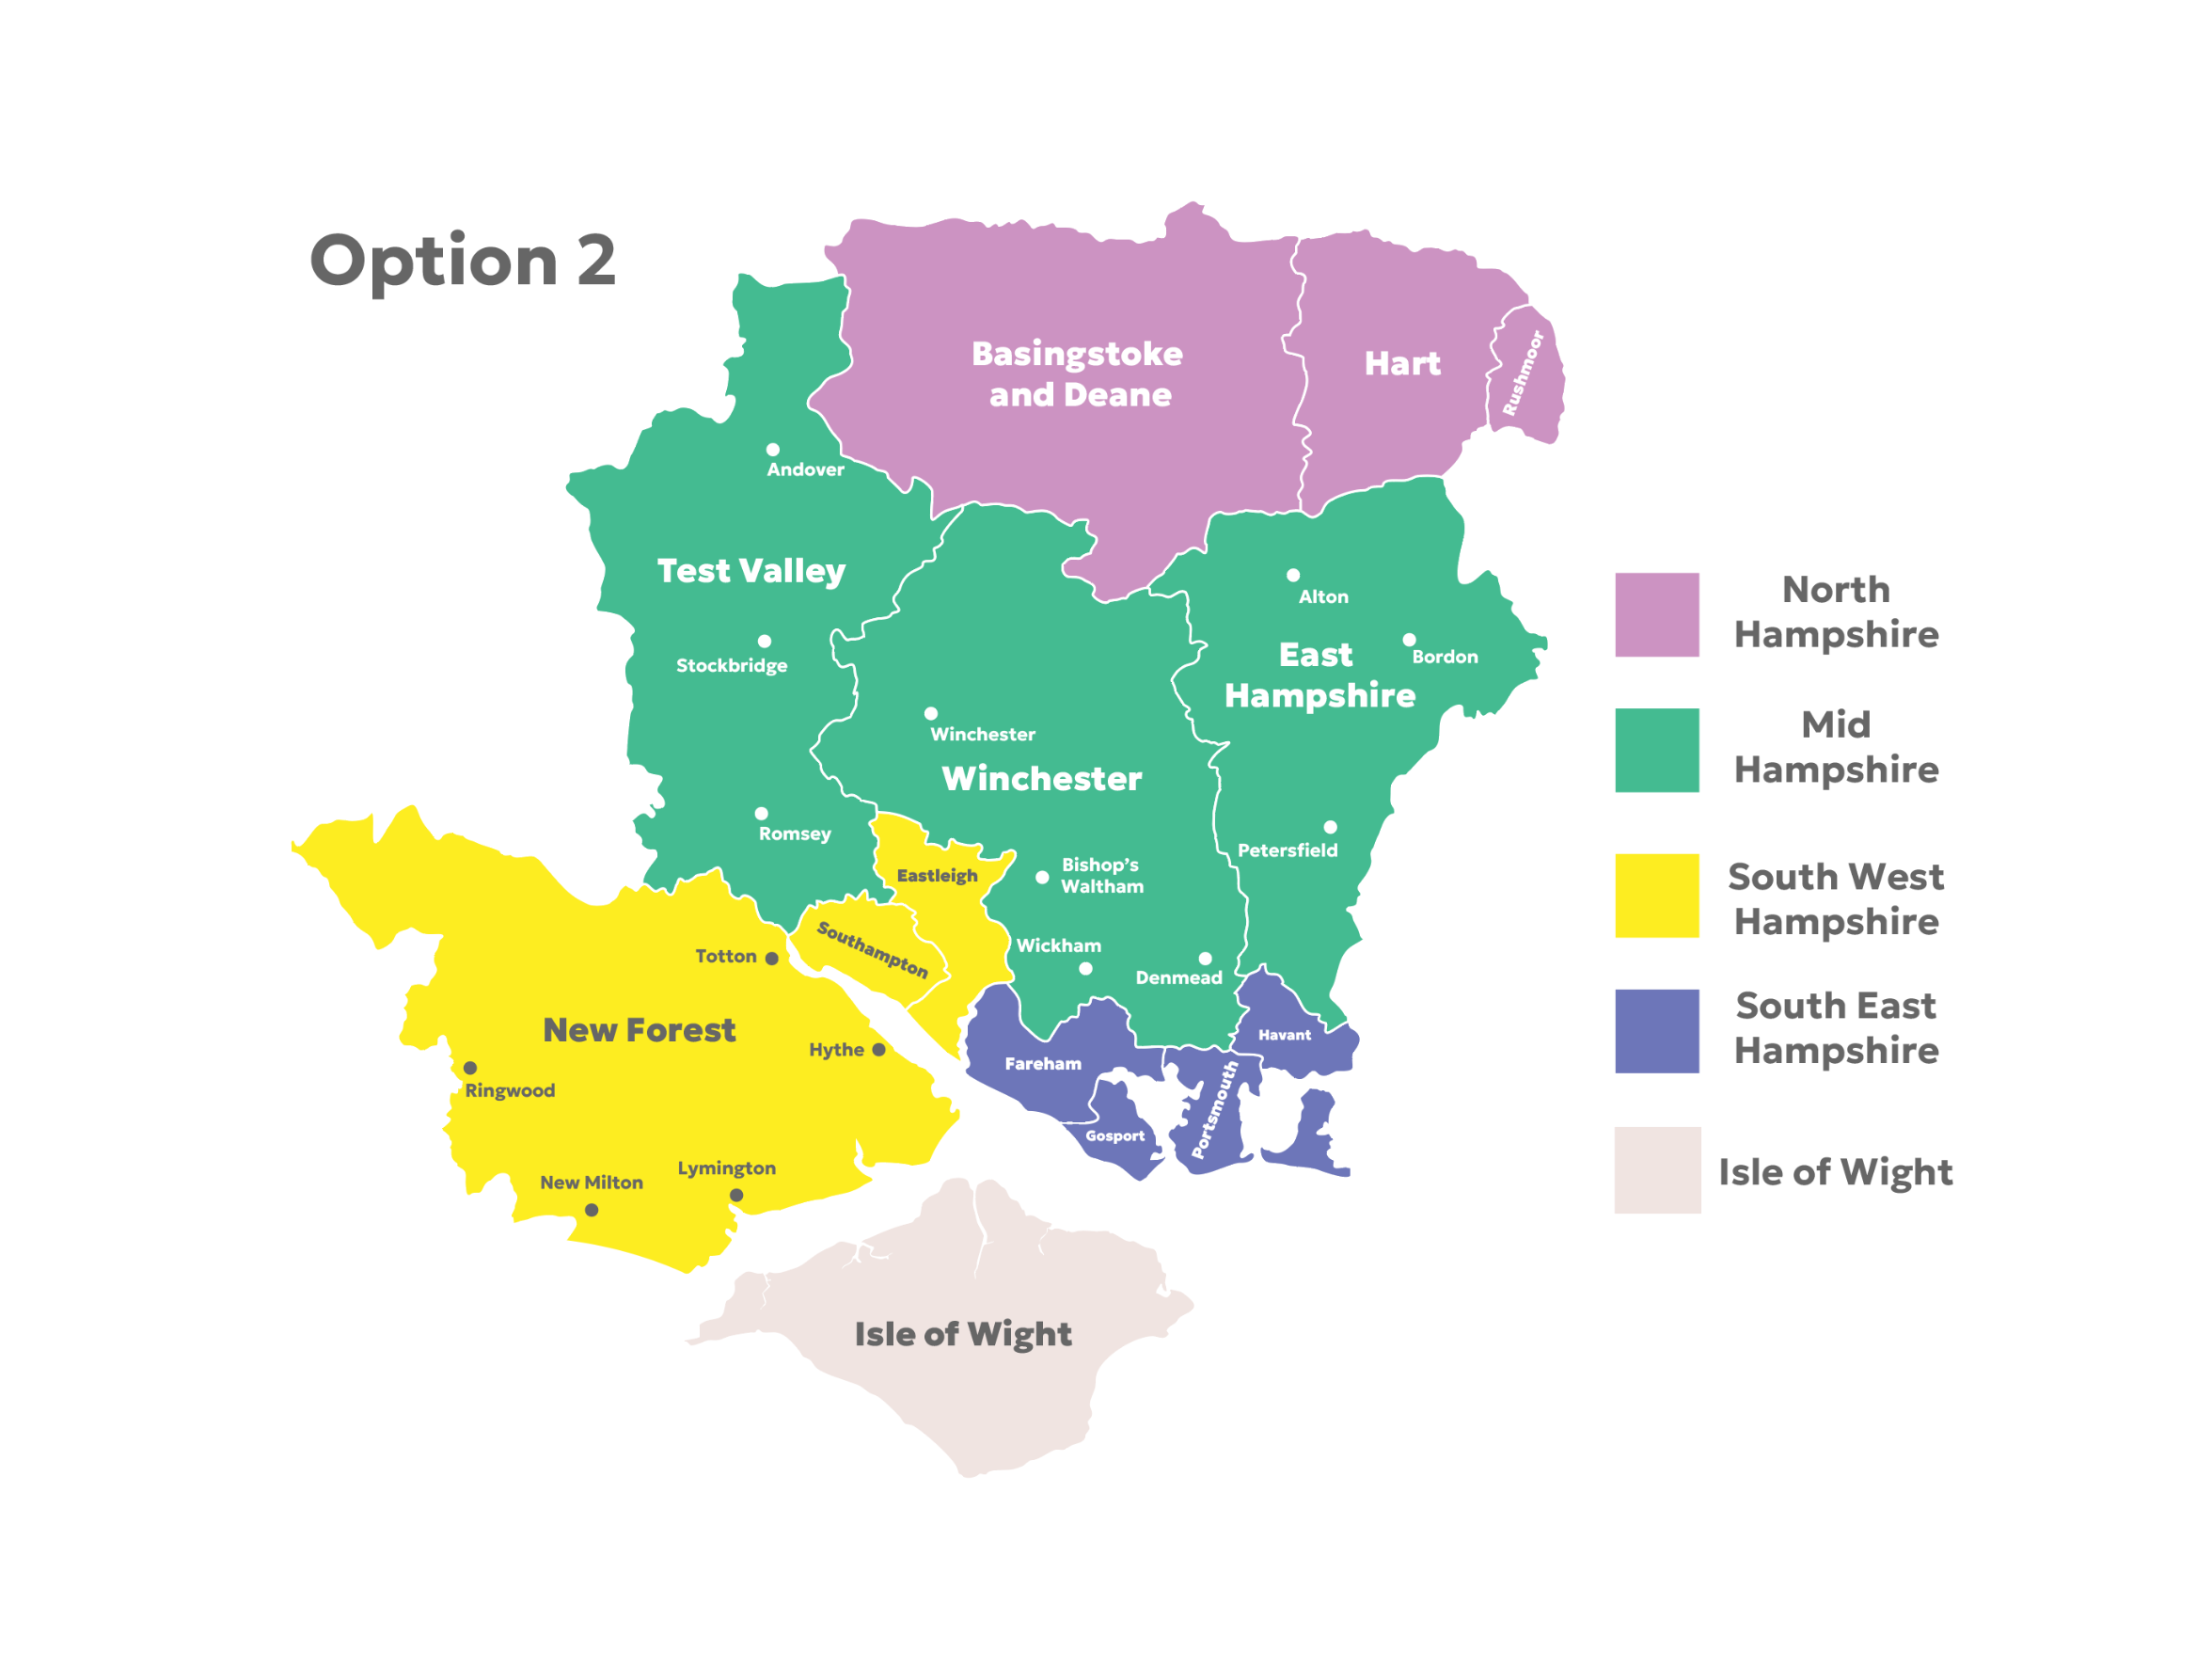 Option 2
Basingstoke
and Deane
Hart
Rushmoor
Andover
Test Valley
Alton
Stockbridge
East
Hampshire
Bordon
Winchester
Winchester
Romsey
Petersfield
Eastleigh
Bishop's
Waltham
Southampton
Wickham
Totton
Denmead
New Forest
Hythe
Havant
Fareham
Ringwood
Portsmouth
Gosport
Lymington
New Milton
Isle of Wight
North
Hampshire
Mid
Hampshire
South West
Hampshire
South East
Hampshire
Isle of Wight